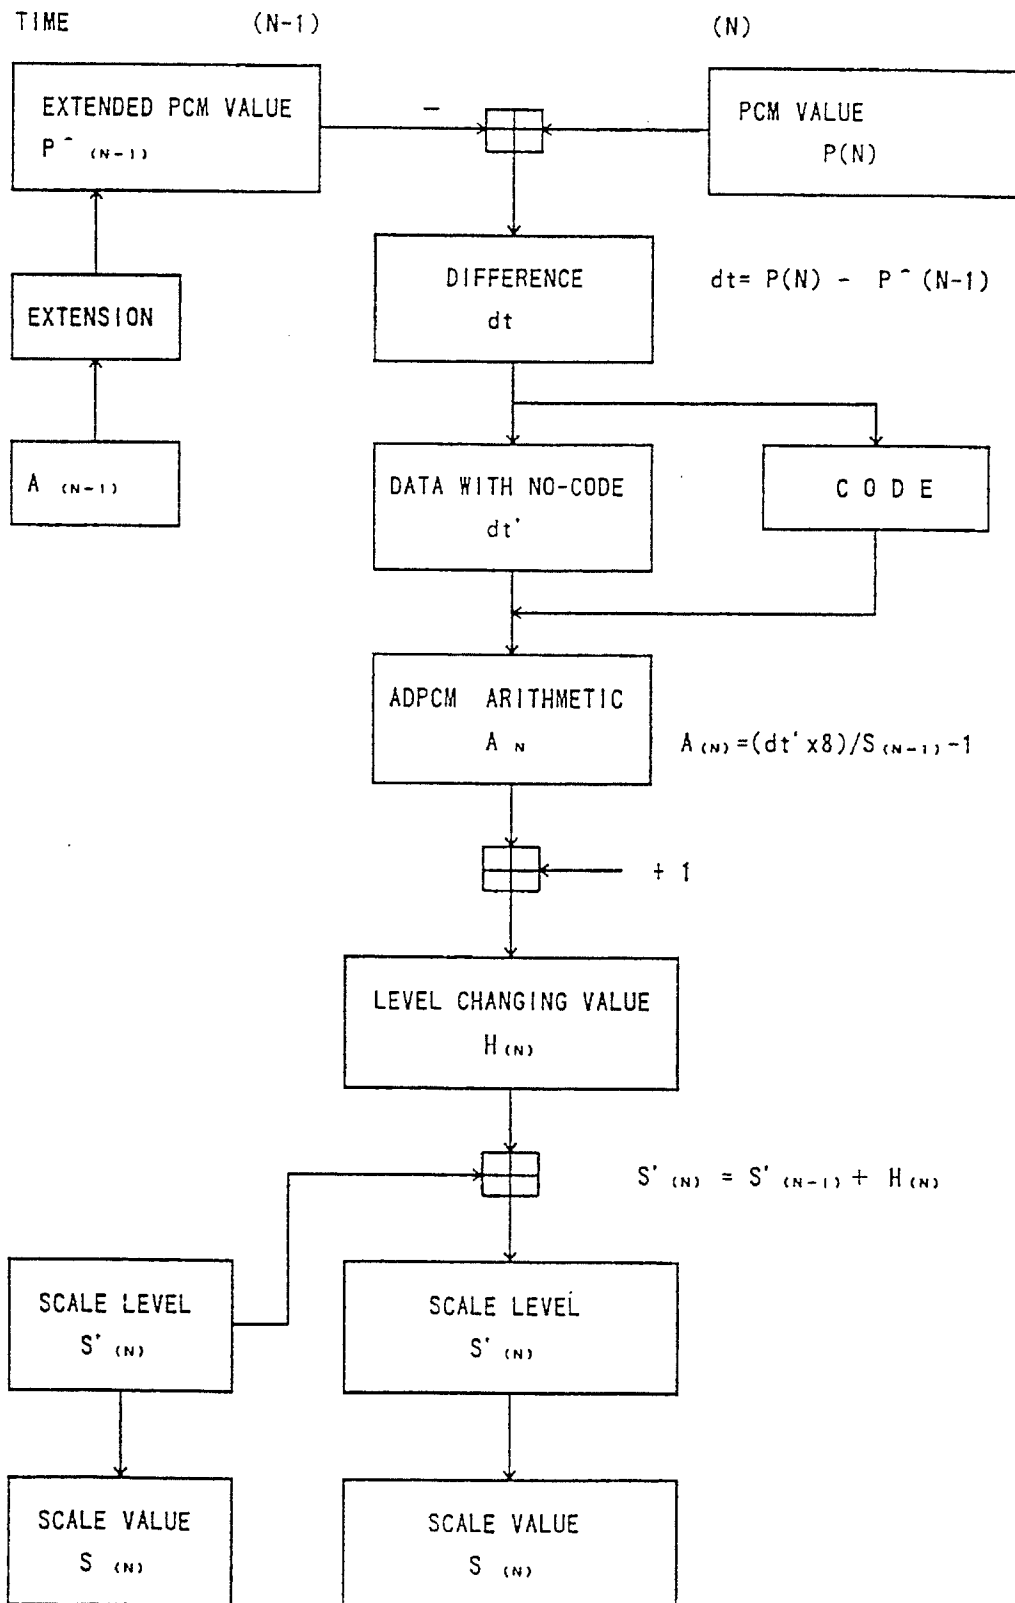 TIME (N-1) (N)
EXTENDED PCM VALUE
P^(N-1)
−
PCM VALUE
P(N)
DIFFERENCE
dt
dt= P(N) - P^(N-1)
EXTENSION
A (N-1)
DATA WITH NO-CODE
dt'
CODE
ADPCM ARITHMETIC
A N
A(N)=(dt'x8)/S(N-1)-1
+1
LEVEL CHANGING VALUE
H(N)
S'(N) = S'(N-1) + H(N)
SCALE LEVEL
S'(N)
SCALE LEVEL
S'(N)
SCALE VALUE
S (N)
SCALE VALUE
S (N)